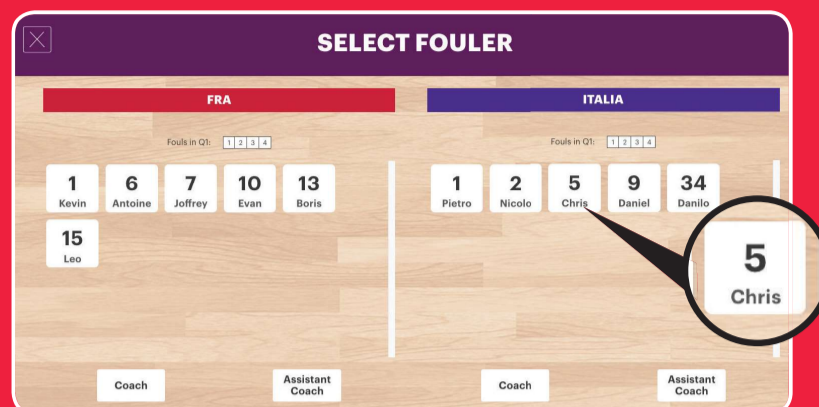 SELECT FOULER
FRA
Fouls in Q1: 1 2 3 4
1
Kevin
6
Antoine
7
Joffrey
10
Evan
13
Boris
15
Leo
Coach
Assistant
Coach
ITALIA
Fouls in Q1: 1 2 3 4
1
Pietro
2
Nicolo
5
Chris
9
Daniel
34
Danilo
5
Chris
Coach
Assistant
Coach